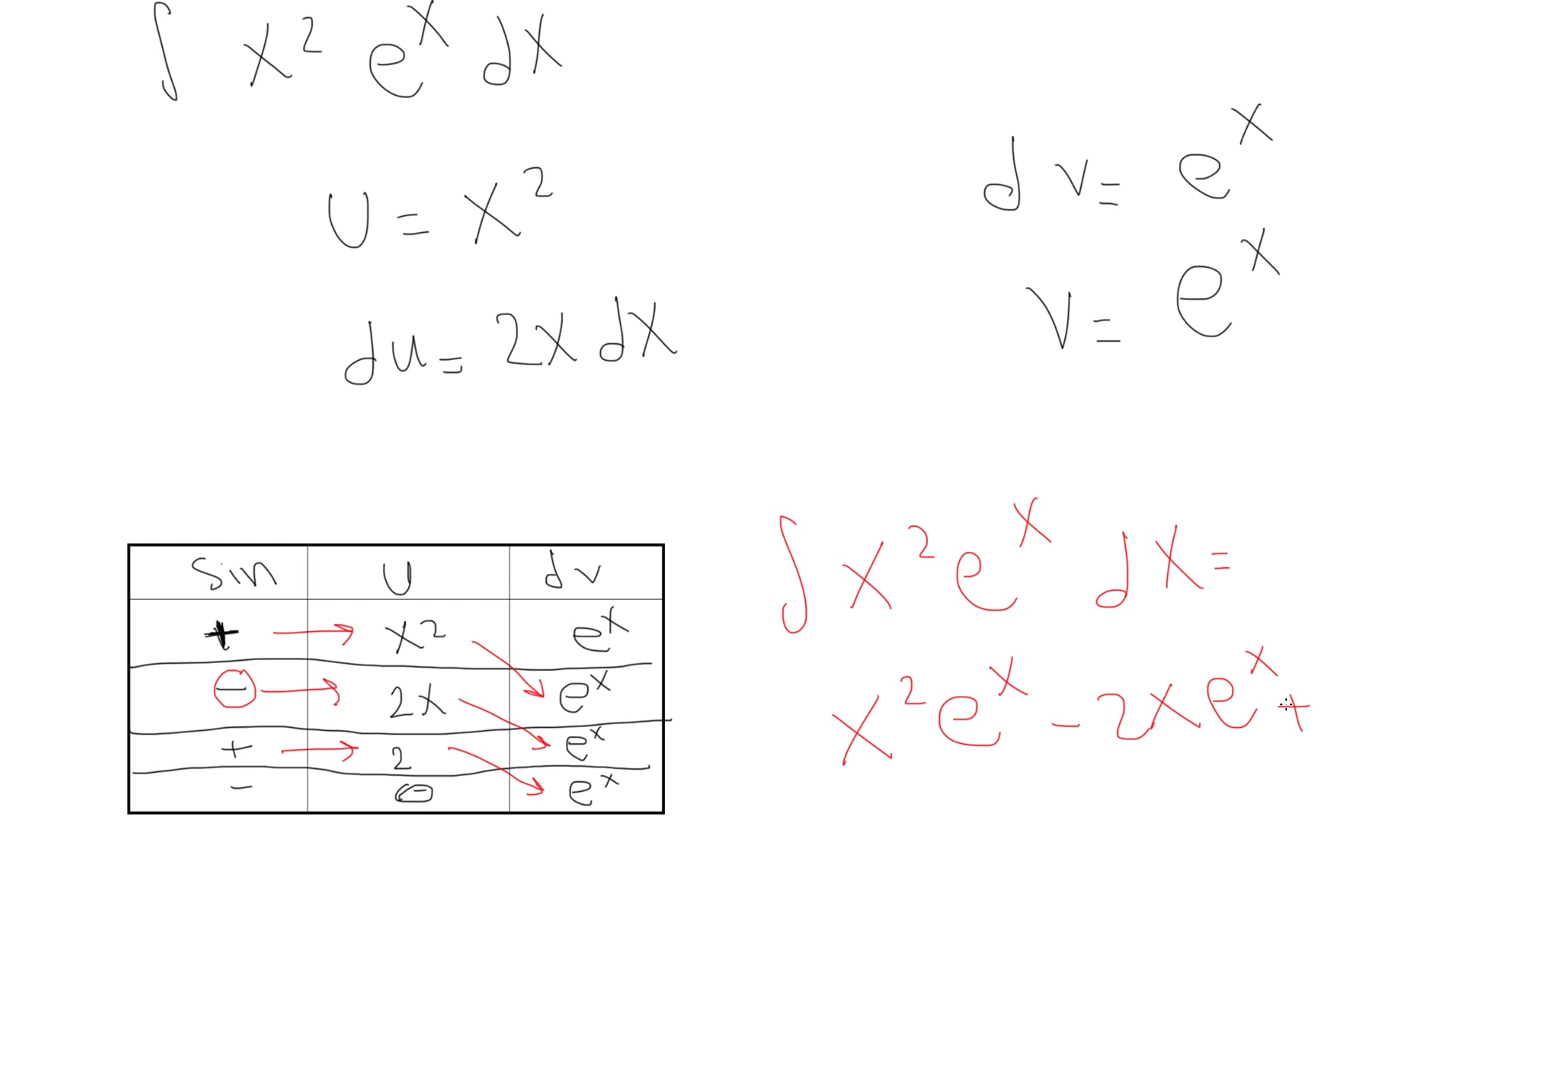 ∫ x² eˣ dx
U = x²
du = 2x dx
dv = eˣ
v = eˣ
Sin U dv
+ x² eˣ
− 2x eˣ
+ 2 eˣ
− 0 eˣ
∫ x² eˣ dx =
x² eˣ − 2x eˣ +